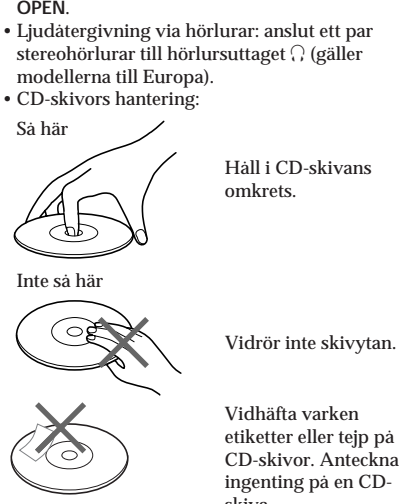 OPEN.
• Ljudåtergivning via hörlurar: anslut ett par
stereohörlurar till hörlursuttaget (gäller
modellerna till Europa).
• CD-skivors hantering:
Så här
Håll i CD-skivans
omkrets.
Inte så här
Vidrör inte skivytan.
Vidhäfta varken
etiketter eller tejp på
CD-skivor. Anteckna
ingenting på en CD-